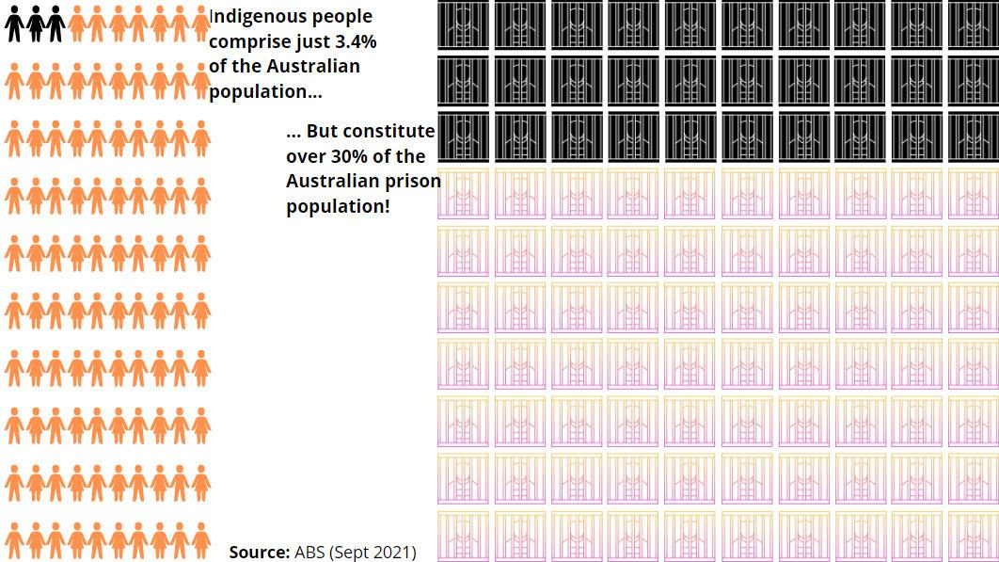 Indigenous people
comprise just 3.4%
of the Australian
population...
... But constitute
over 30% of the
Australian prison
population!
Source: ABS (Sept 2021)